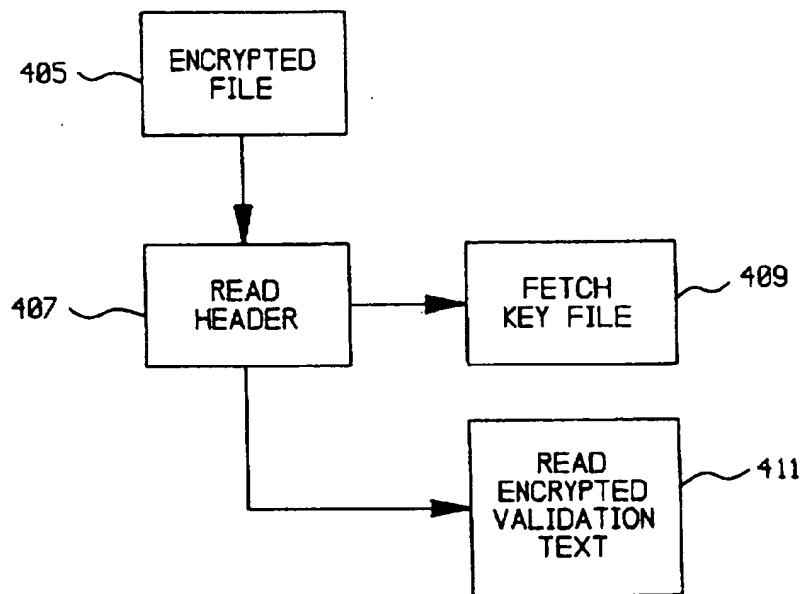 405
ENCRYPTED
FILE
407
READ
HEADER
FETCH
KEY FILE
409
READ
ENCRYPTED
VALIDATION
TEXT
411